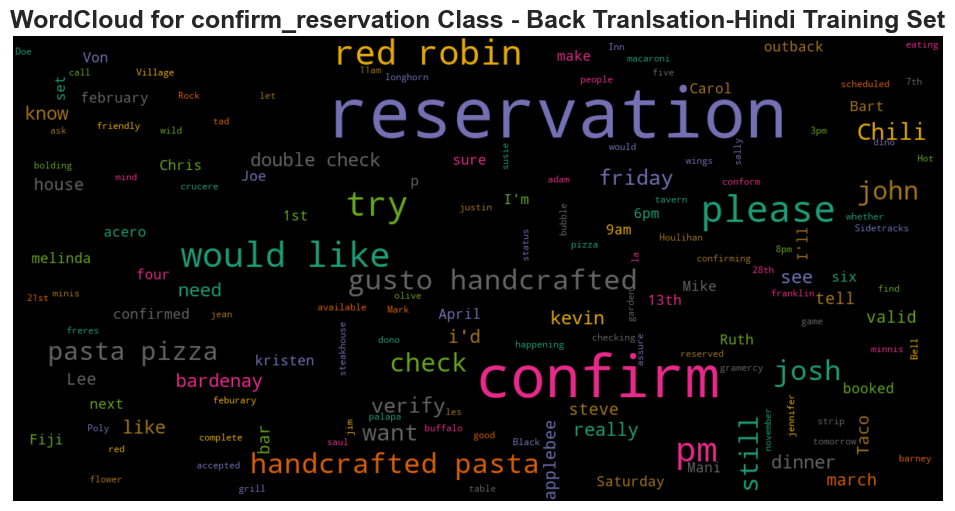 WordCloud for confirm_reservation Class - Back Tranlsation-Hindi Training Set
Doe
Von
call
Village
set
february
know
ask
friendly
Rock
wild
tad
let
11am
longhorn
red robin
make
Inn
macaroni
five
people
outback
eating
Carol
scheduled
7th
Bart
Chili
3pm
dino
Hot
reservation
bolding
house
mind
Chris
crucere
Joe
double check
p
sure
susie
would
wings
sally
friday
adam
conform
tavern
john
whether
Sidetracks
please
try
I'm
justin
bubble
6pm
9am
1st
acero
melinda
four
would like
need
status
pizza
Houlihan
la
confirming
28th
8pm
I'll
see
six
find
franklin
tell
gusto handcrafted
garden
Mike
13th
21st
minis
confirmed
jean
available
olive
Mark
April
kevin
game
valid
freres
dono
i'd
happening
checking
assure
reserved
Ruth
gramercy
minnis
Bell
pasta pizza
kristen
steakhouse
check
Lee
bardenay
confirm
josh
booked
next
feburary
verify
les
steve
jennifer
strip
Fiji
Poly
like
complete
bar
jim
palapa
buffalo
want
good
really
november
tomorrow
Taco
red
saul
Black
applebee
pm
Mani
still
dinner
barney
flower
accepted
grill
handcrafted pasta
table
Saturday
march